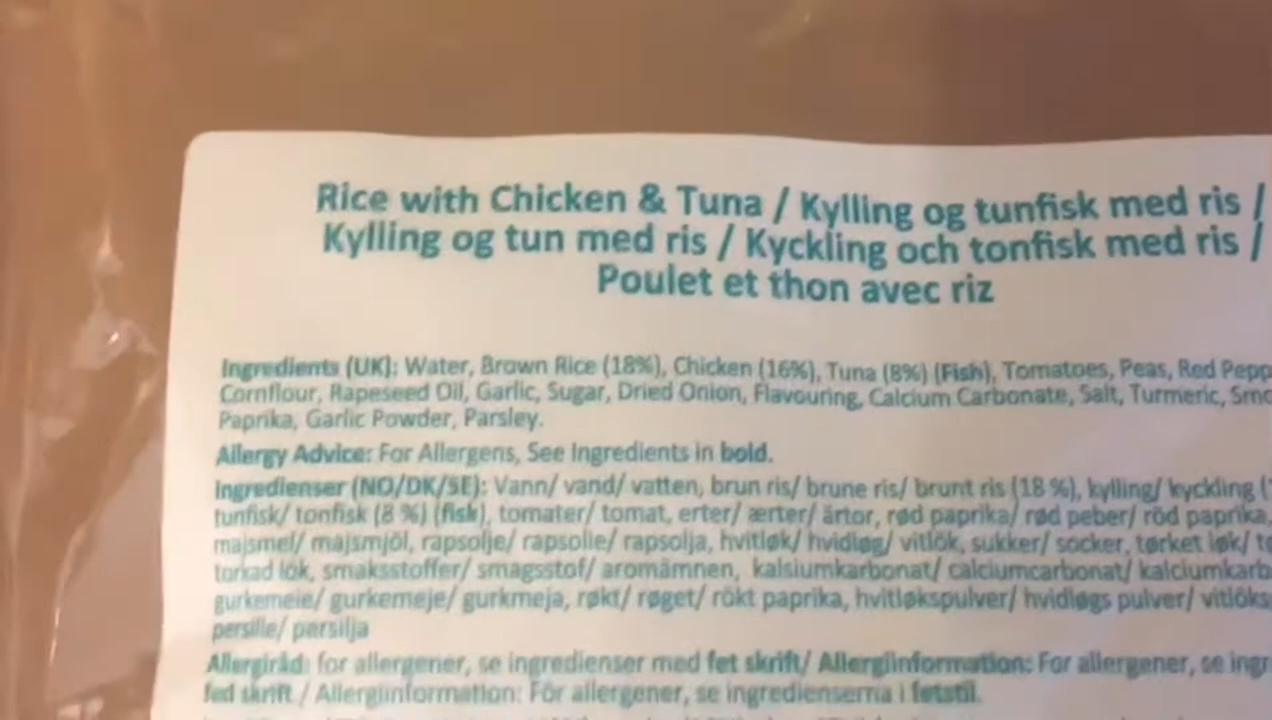 Rice with Chicken & Tuna / Kylling og tunfisk med ris /
Kylling og tun med ris / Kyckling och tonfisk med ris /
Poulet et thon avec riz
Ingredients (UK): Water, Brown Rice (18%), Chicken (16%), Tuna (8%) (Fish), Tomatoes, Peas, Red Pepp
Cornflour, Rapeseed Oil, Garlic, Sugar, Dried Onion, Flavouring, Calcium Carbonate, Salt, Turmeric, Smo
Paprika, Garlic Powder, Parsley.
Allergy Advice: For Allergens, See Ingredients in bold.
Ingredienser (NO/DK/SE): Vann/ vand/ vatten, brun ris/ brune ris/ brunt ris (18 %), kylling/ kyckling (
tunfisk/ tonfisk (8 %) (fisk), tomater/ tomat, erter/ ærter/ ärtor, rød paprika/ rød peber/ röd paprika,
majsmel/ majsmjöl, rapsolje/ rapsolie/ rapsolja, hvitløk/ hvidløg/ vitlök, sukker/ socker, tørket løk/ t
torkad lök, smaksstoffer/ smagsstof/ aromämnen, kalsiumkarbonat/ calciumcarbonat/ kalciumkarb
gurkemeie/ gurkemeje/ gurkmeja, røkt/ røget/ rökt paprika, hvitløkspulver/ hvidløgs pulver/ vitlöks
persille/ persilja
Allergiråd: for allergener, se ingredienser med fet skrift/ Allergiinformation: For allergener, se ingr
fed skrift / Allergiinformation: För allergener, se ingredienserna i fetstil.